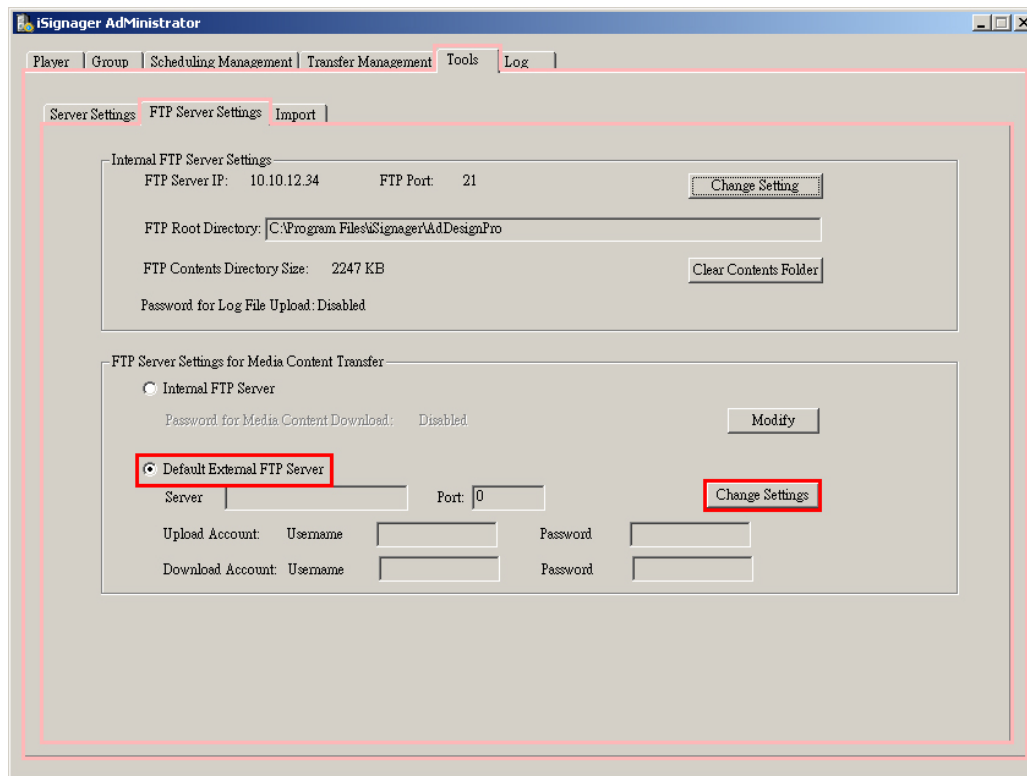 iSignager AdMinistrator
Player Group Scheduling Management Transfer Management Tools Log
Server Settings FTP Server Settings Import
Internal FTP Server Settings
FTP Server IP: 10.10.12.34 FTP Port: 21 Change Setting
FTP Root Directory: C:\Program Files\iSignager\AdDesignPro
FTP Contents Directory Size: 2247 KB Clear Contents Folder
Password for Log File Upload: Disabled
FTP Server Settings for Media Content Transfer
Internal FTP Server
Password for Media Content Download: Disabled Modify
Default External FTP Server
Server Port: 0 Change Settings
Upload Account: Username Password
Download Account: Username Password